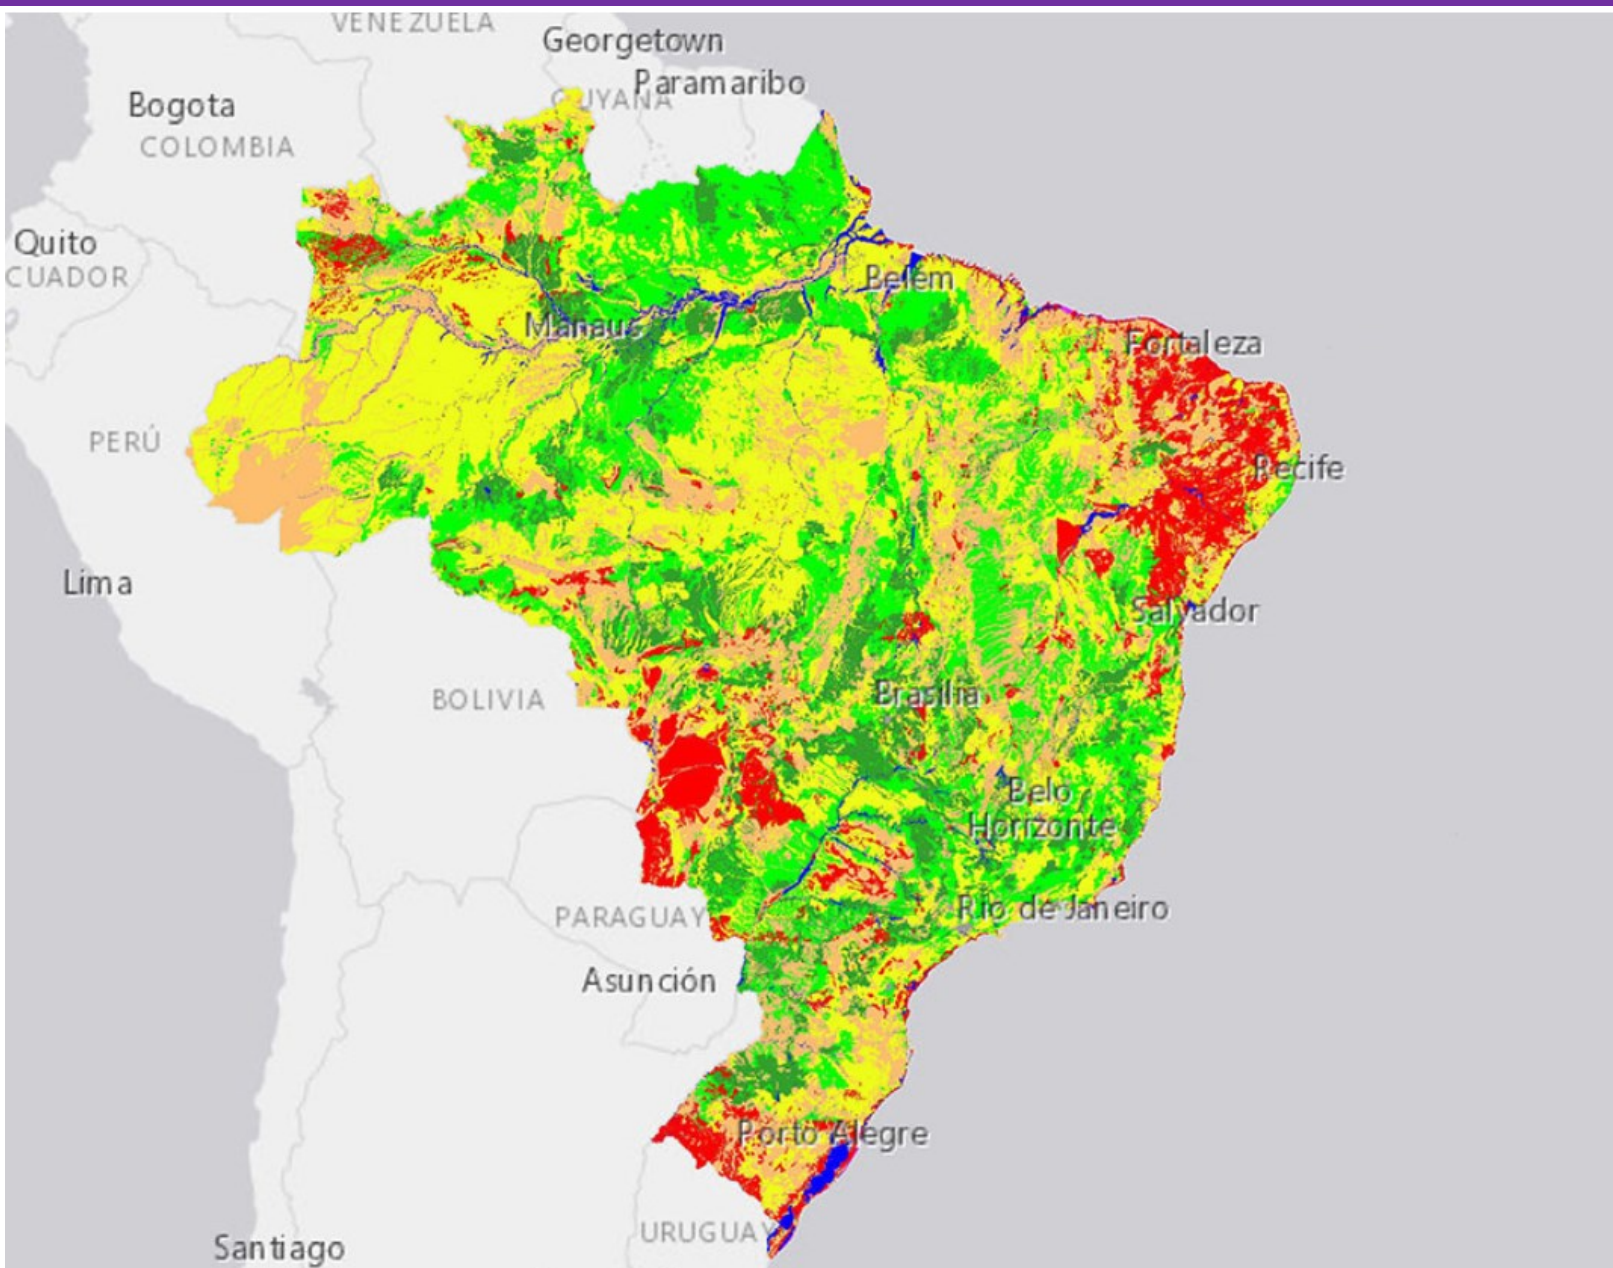 VENEZUELA
Georgetown
Paramaribo
GUYANA
Bogota
COLOMBIA
Quito
CUADOR
Belém
Manaus
Fortaleza
PERÚ
Recife
Lima
Salvador
BOLIVIA
Brasília
Belo
Horizonte
PARAGUAY
Rio de Janeiro
Asunción
Porto Alegre
URUGUAY
Santiago